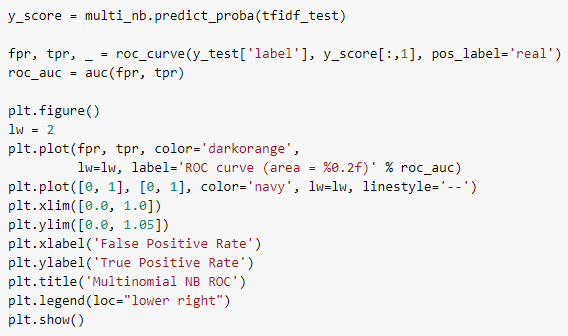 y_score = multi_nb.predict_proba(tfidf_test)
fpr, tpr, _ = roc_curve(y_test['label'], y_score[:,1], pos_label='real')
roc_auc = auc(fpr, tpr)
plt.figure()
lw = 2
plt.plot(fpr, tpr, color='darkorange',
         lw=lw, label='ROC curve (area = %0.2f)' % roc_auc)
plt.plot([0, 1], [0, 1], color='navy', lw=lw, linestyle='--')
plt.xlim([0.0, 1.0])
plt.ylim([0.0, 1.05])
plt.xlabel('False Positive Rate')
plt.ylabel('True Positive Rate')
plt.title('Multinomial NB ROC')
plt.legend(loc="lower right")
plt.show()